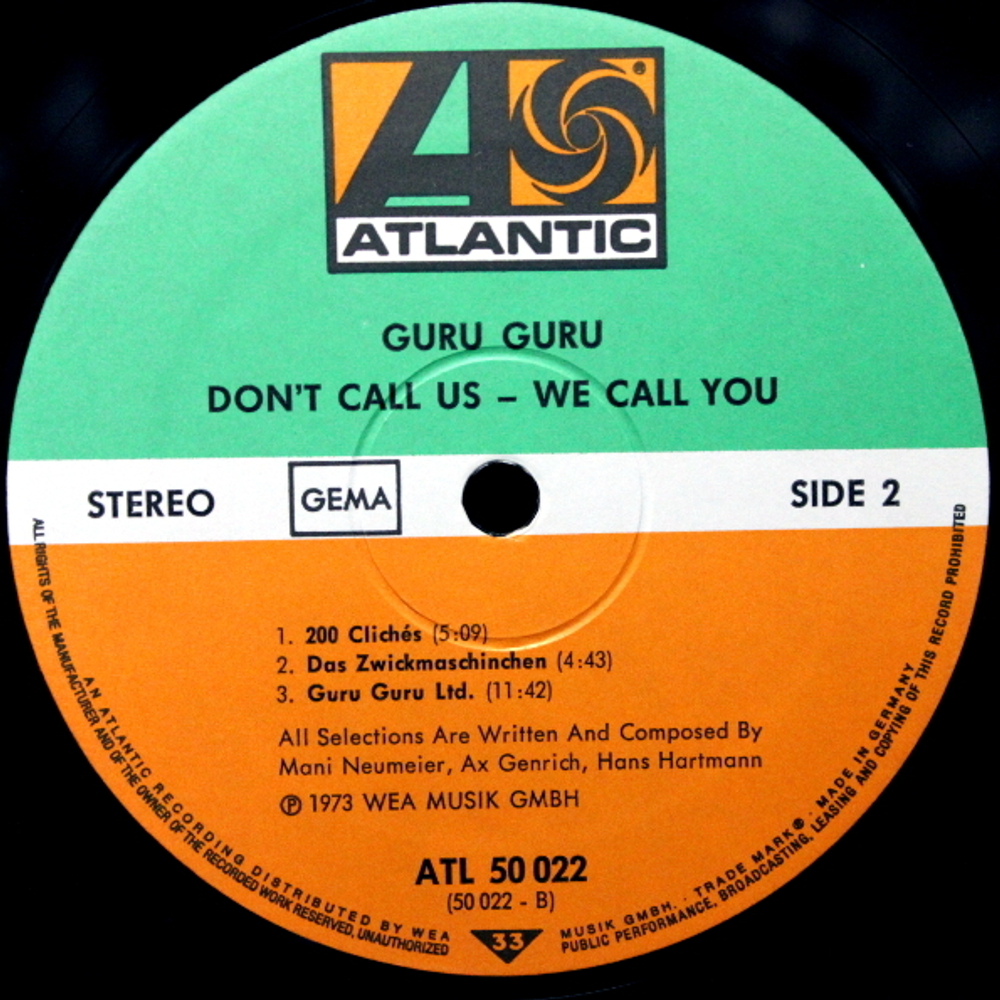 ATLANTIC
GURU GURU
DON'T CALL US – WE CALL YOU
STEREO
GEMA
SIDE 2
1. 200 Clichés (5:09)
2. Das Zwickmaschinchen (4:43)
3. Guru Guru Ltd. (11:42)
All Selections Are Written And Composed By
Mani Neumeier, Ax Genrich, Hans Hartmann
℗ 1973 WEA MUSIK GMBH
ATL 50 022
(50 022 - B)
33
AN ATLANTIC RECORDING DISTRIBUTED BY WEA MUSIK GMBH. · TRADE MARK® · MADE IN GERMANY
ALL RIGHTS OF THE MANUFACTURER AND OF THE OWNER OF THE RECORDED WORK RESERVED, UNAUTHORIZED PUBLIC PERFORMANCE, BROADCASTING, LEASING AND COPYING OF THIS RECORD PROHIBITED